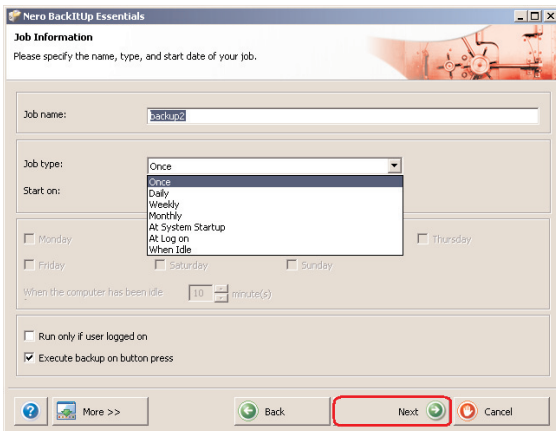 Nero BackItUp Essentials
Job Information
Please specify the name, type, and start date of your job.
Job name: backup2
Job type: Once
Start on: Once
Daily
Weekly
Monthly
At System Startup
At Log on
When Idle
Monday Thursday
Friday Saturday Sunday
When the computer has been idle 10 minute(s)
Run only if user logged on
Execute backup on button press
? More >> Back Next Cancel